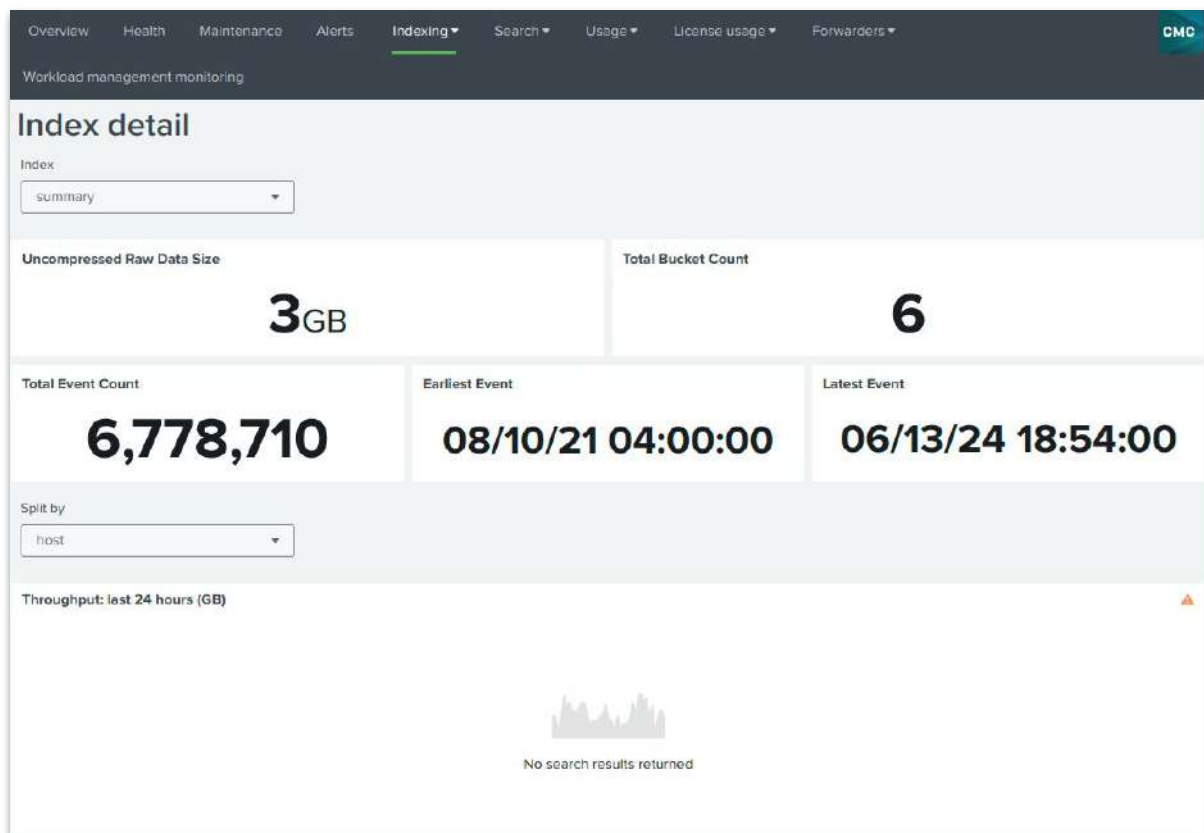 Overview Health Maintenance Alerts Indexing Search Usage License usage Forwarders CMC
Workload management monitoring
Index detail
Index
summary
Uncompressed Raw Data Size Total Bucket Count
3GB 6
Total Event Count Earliest Event Latest Event
6,778,710 08/10/21 04:00:00 06/13/24 18:54:00
Split by
host
Throughput: last 24 hours (GB)
No search results returned